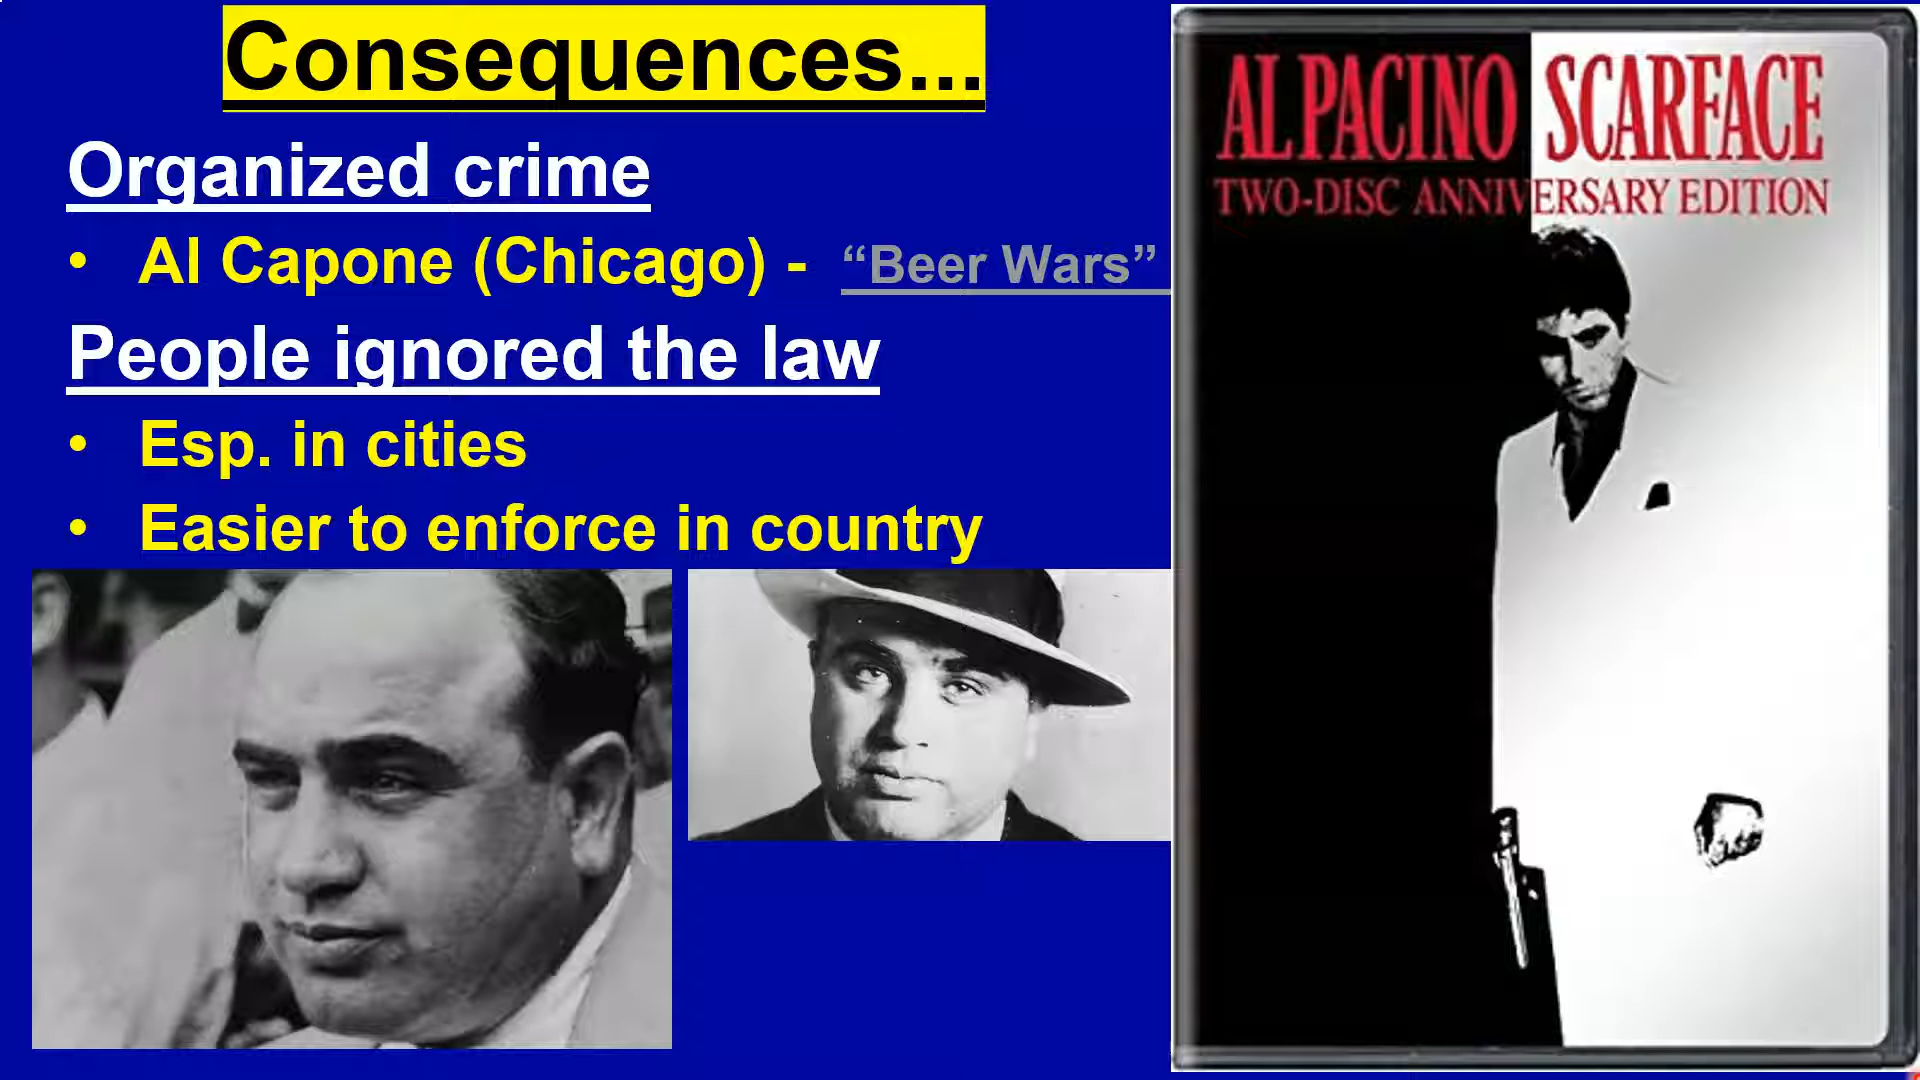 Consequences...
Organized crime
• Al Capone (Chicago) - “Beer Wars”
People ignored the law
• Esp. in cities
• Easier to enforce in country
AL PACINO SCARFACE
TWO-DISC ANNIVERSARY EDITION